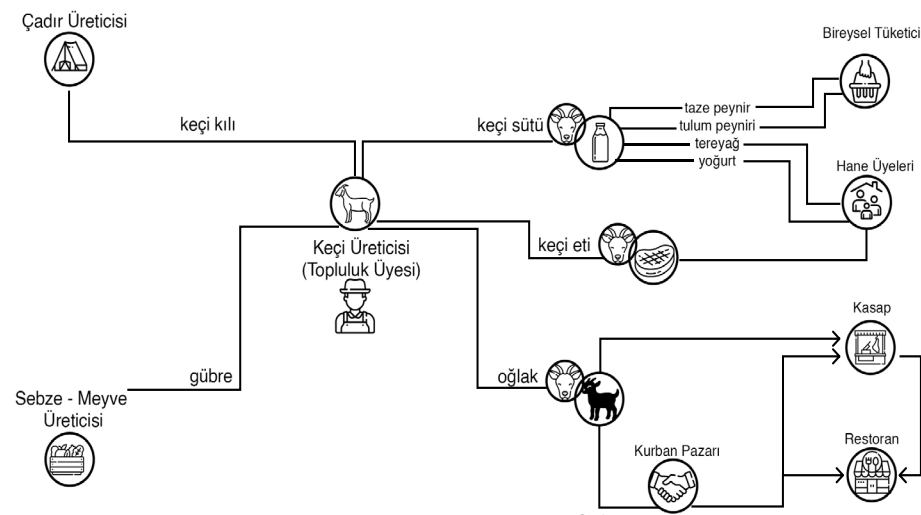 Çadır Üreticisi
Bireysel Tüketici
keçi kılı
keçi sütü
taze peynir
tulum peyniri
tereyağ
yoğurt
Hane Üyeleri
Keçi Üreticisi
(Topluluk Üyesi)
keçi eti
Kasap
gübre
oğlak
Sebze - Meyve
Üreticisi
Kurban Pazarı
Restoran